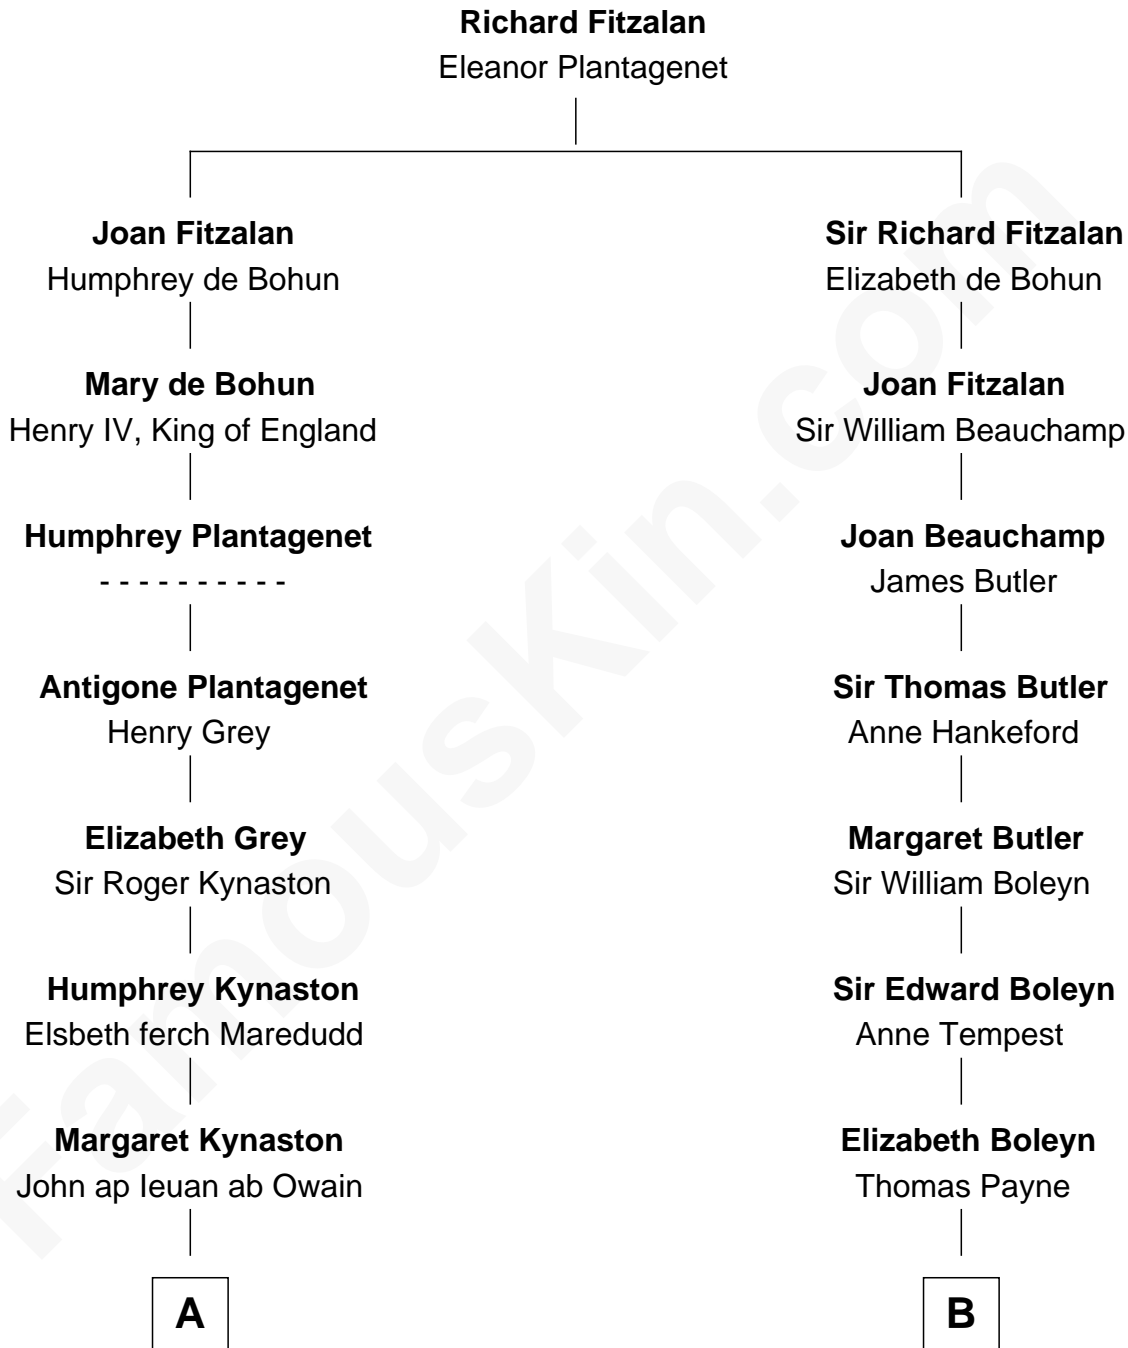 Richard Fitzalan
Eleanor Plantagenet
Joan Fitzalan
Humphrey de Bohun
Sir Richard Fitzalan
Elizabeth de Bohun
Mary de Bohun
Henry IV, King of England
Joan Fitzalan
Sir William Beauchamp
Humphrey Plantagenet
- - - - - - - - - -
Joan Beauchamp
James Butler
Antigone Plantagenet
Henry Grey
Sir Thomas Butler
Anne Hankeford
Elizabeth Grey
Sir Roger Kynaston
Margaret Butler
Sir William Boleyn
Humphrey Kynaston
Elsbeth ferch Maredudd
Sir Edward Boleyn
Anne Tempest
Margaret Kynaston
John ap Ieuan ab Owain
Elizabeth Boleyn
Thomas Payne
A
B
FamousKin.com